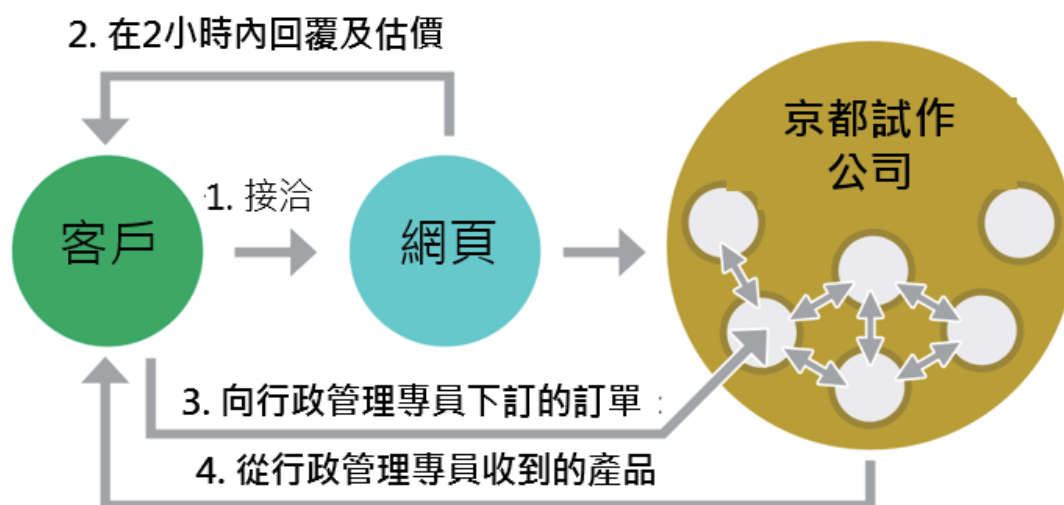 2. 在2小時內回覆及估價
京都試作
公司
1. 接洽
客戶
網頁
3. 向行政管理專員下訂的訂單 :
4. 從行政管理專員收到的產品